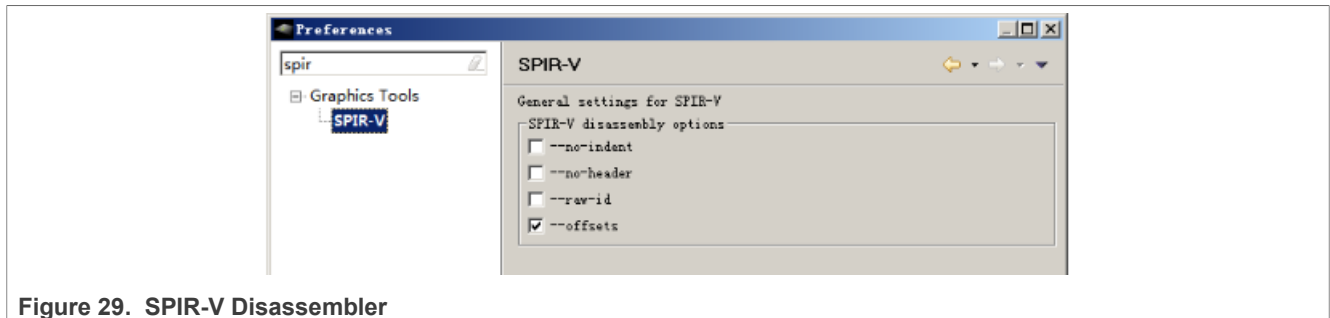 Preferences
spir
SPIR-V
Graphics Tools
SPIR-V
General settings for SPIR-V
SPIR-V disassembly options
--no-indent
--no-header
--raw-id
--offsets
Figure 29. SPIR-V Disassembler